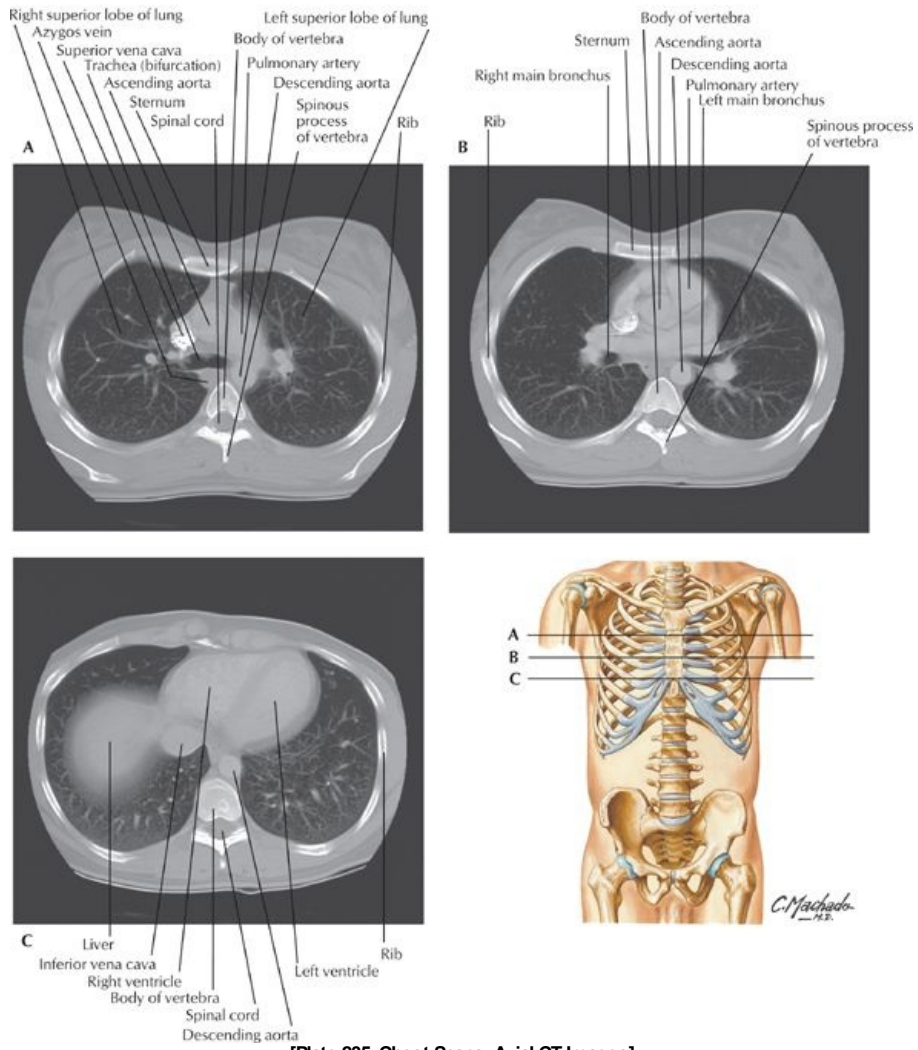 Right superior lobe of lung
Azygos vein
Superior vena cava
Trachea (bifurcation)
Ascending aorta
Sternum
Spinal cord
Left superior lobe of lung
Body of vertebra
Pulmonary artery
Descending aorta
Spinous
process
of vertebra
Rib
A
Body of vertebra
Sternum
Ascending aorta
Descending aorta
Right main bronchus
Pulmonary artery
Left main bronchus
Rib
Spinous process
of vertebra
B
A
B
C
C. Machado
M.D.
C
Liver
Inferior vena cava
Right ventricle
Body of vertebra
Spinal cord
Descending aorta
Left ventricle
Rib